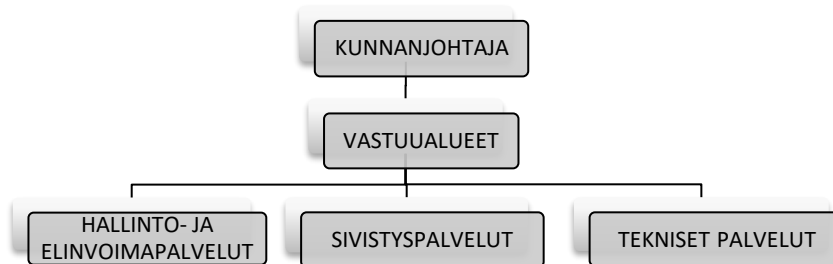 KUNNANJOHTAJA
VASTUUALUEET
HALLINTO- JA
ELINVOIMAPALVELUT
SIVISTYSPALVELUT
TEKNISET PALVELUT